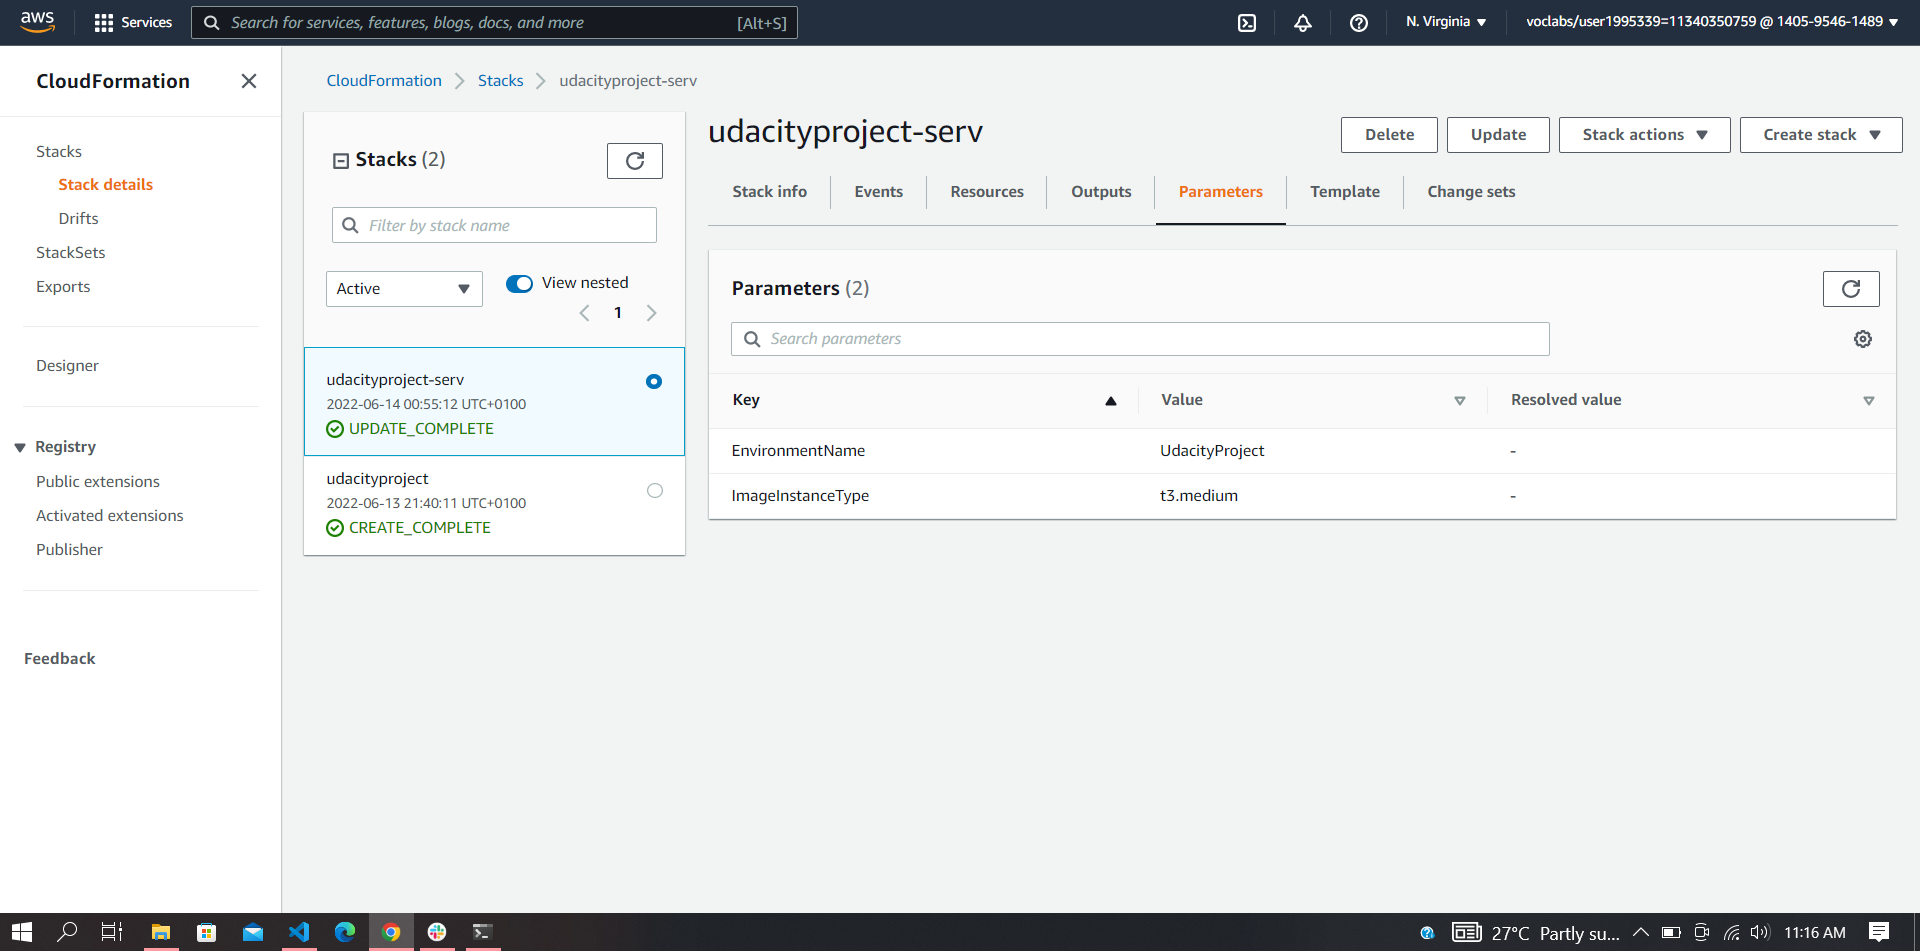 aws
Services
Search for services, features, blogs, docs, and more
[Alt+S]
N. Virginia
voclabs/user1995339=11340350759 @ 1405-9546-1489
CloudFormation
Stacks
Stack details
Drifts
StackSets
Exports
Designer
Registry
Public extensions
Activated extensions
Publisher
Feedback
CloudFormation
Stacks
udacityproject-serv
Stacks (2)
Filter by stack name
Active
View nested
1
udacityproject-serv
2022-06-14 00:55:12 UTC+0100
UPDATE_COMPLETE
udacityproject
2022-06-13 21:40:11 UTC+0100
CREATE_COMPLETE
udacityproject-serv
Delete
Update
Stack actions
Create stack
Stack info
Events
Resources
Outputs
Parameters
Template
Change sets
Parameters (2)
Search parameters
Key
Value
Resolved value
EnvironmentName
UdacityProject
-
ImageInstanceType
t3.medium
-
27°C Partly su...
11:16 AM